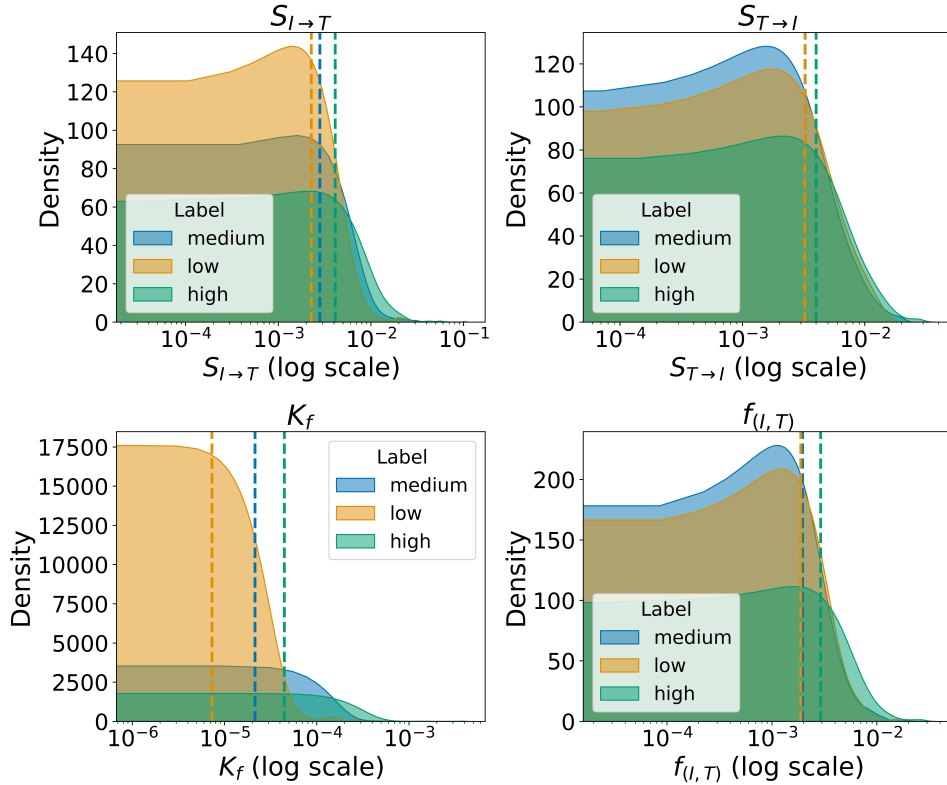 S_{I→T}
140
120
100
80
60
40
20
0
Density
Label
medium
low
high
10^{-4}
10^{-3}
10^{-2}
10^{-1}
S_{I→T} (log scale)
S_{T→I}
120
100
80
60
40
20
0
Density
Label
medium
low
high
10^{-4}
10^{-3}
10^{-2}
S_{T→I} (log scale)
K_f
17500
15000
12500
10000
7500
5000
2500
0
Density
Label
medium
low
high
10^{-6}
10^{-5}
10^{-4}
10^{-3}
K_f (log scale)
f_{(I, T)}
200
150
100
50
0
Density
Label
medium
low
high
10^{-4}
10^{-3}
10^{-2}
f_{(I, T)} (log scale)